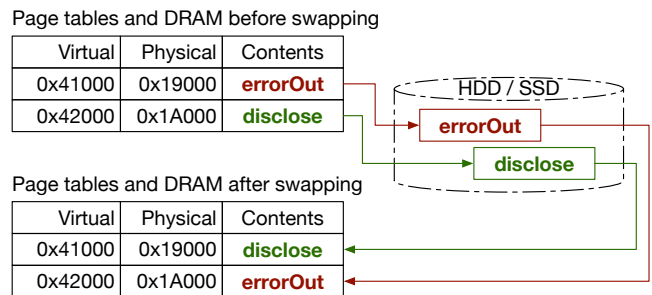 Page tables and DRAM before swapping
Virtual Physical Contents
0x41000 0x19000 errorOut
0x42000 0x1A000 disclose
HDD / SSD
errorOut
disclose
Page tables and DRAM after swapping
Virtual Physical Contents
0x41000 0x19000 disclose
0x42000 0x1A000 errorOut